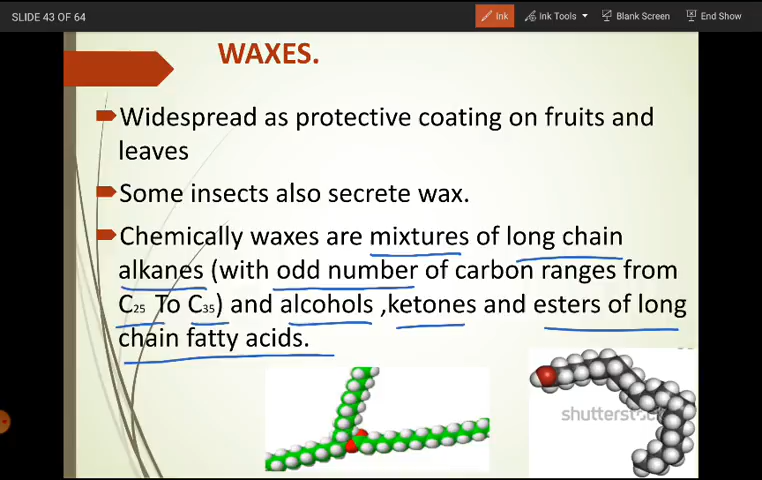 SLIDE 43 OF 64
Ink
Ink Tools
Blank Screen
End Show
WAXES.
Widespread as protective coating on fruits and
leaves
Some insects also secrete wax.
Chemically waxes are mixtures of long chain
alkanes (with odd number of carbon ranges from
C25 To C35) and alcohols ,ketones and esters of long
chain fatty acids.
shutterstock